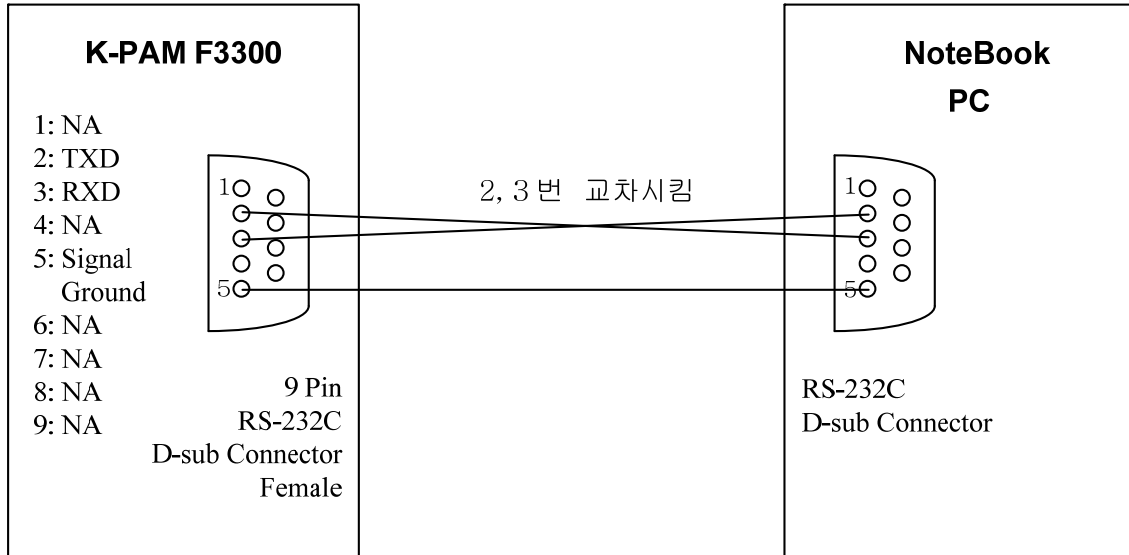 K-PAM F3300
1: NA
2: TXD
3: RXD
4: NA
5: Signal
Ground
6: NA
7: NA
8: NA
9: NA
1
5
9 Pin
RS-232C
D-sub Connector
Female
2, 3 번 교차시킴
NoteBook
PC
1
5
RS-232C
D-sub Connector